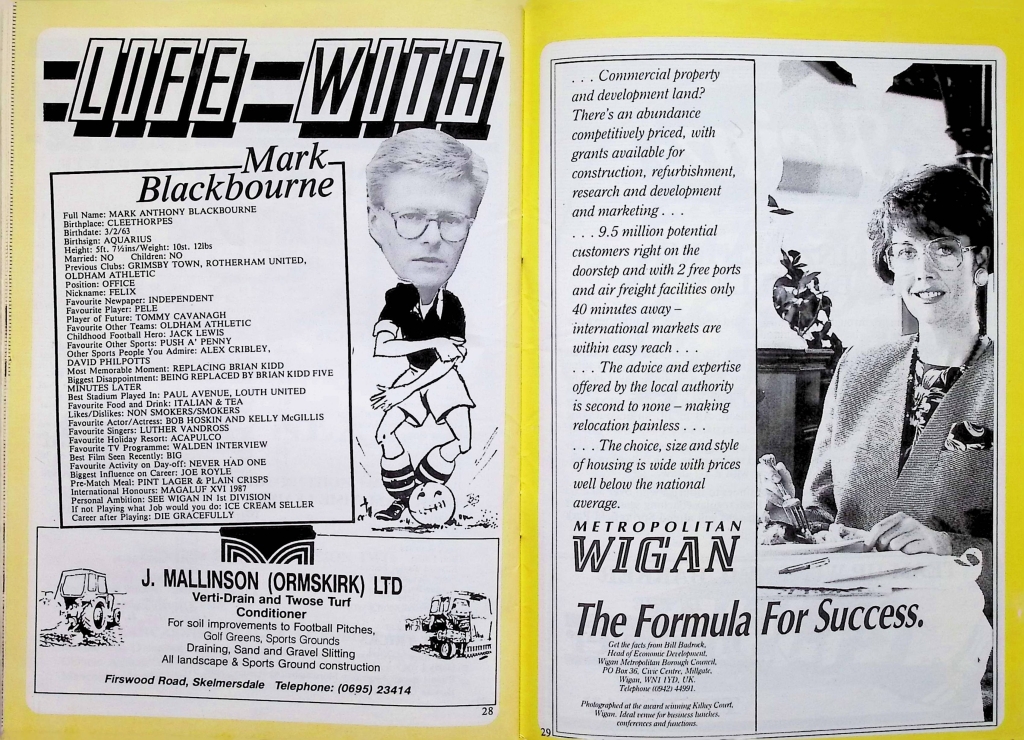 LIFE WITH
Mark
Blackbourne
Full Name: MARK ANTHONY BLACKBOURNE
Birthplace: CLEETHORPES
Birthdate: 3/2/63
Birthsign: AQUARIUS
Height: 5ft. 7½ins/Weight: 10st. 12lbs
Married: NO Children: NO
Previous Clubs: GRIMSBY TOWN, ROTHERHAM UNITED,
OLDHAM ATHLETIC
Position: OFFICE
Nickname: FELIX
Favourite Newpaper: INDEPENDENT
Favourite Player: PELE
Player of Future: TOMMY CAVANAGH
Favourite Other Teams: OLDHAM ATHLETIC
Childhood Football Hero: JACK LEWIS
Favourite Other Sports: PUSH A' PENNY
Other Sports People You Admire: ALEX CRIBLEY,
DAVID PHILPOTTS
Most Memorable Moment: REPLACING BRIAN KIDD
Biggest Disappointment: BEING REPLACED BY BRIAN KIDD FIVE
MINUTES LATER
Best Stadium Played In: PAUL AVENUE, LOUTH UNITED
Favourite Food and Drink: ITALIAN & TEA
Likes/Dislikes: NON SMOKERS/SMOKERS
Favourite Actor/Actress: BOB HOSKIN AND KELLY McGILLIS
Favourite Singers: LUTHER VANDROSS
Favourite Holiday Resort: ACAPULCO
Favourite TV Programme: WALDEN INTERVIEW
Best Film Seen Recently: BIG
Favourite Activity on Day-off: NEVER HAD ONE
Biggest Influence on Career: JOE ROYLE
Pre-Match Meal: PINT LAGER & PLAIN CRISPS
International Honours: MAGALUF XVI 1987
Personal Ambition: SEE WIGAN IN 1st DIVISION
If not Playing what Job would you do: ICE CREAM SELLER
Career after Playing: DIE GRACEFULLY
J. MALLINSON (ORMSKIRK) LTD
Verti-Drain and Twose Turf
Conditioner
For soil improvements to Football Pitches,
Golf Greens, Sports Grounds
Draining, Sand and Gravel Slitting
All landscape & Sports Ground construction
Firswood Road, Skelmersdale Telephone: (0695) 23414
28
. . . Commercial property
and development land?
There's an abundance
competitively priced, with
grants available for
construction, refurbishment,
research and development
and marketing . . .
. . . 9.5 million potential
customers right on the
doorstep and with 2 free ports
and air freight facilities only
40 minutes away –
international markets are
within easy reach . . .
. . . The advice and expertise
offered by the local authority
is second to none – making
relocation painless . . .
. . . The choice, size and style
of housing is wide with prices
well below the national
average.
METROPOLITAN
WIGAN
The Formula For Success.
Get the facts from Bill Badrock,
Head of Economic Development,
Wigan Metropolitan Borough Council,
PO Box 36, Civic Centre, Millgate,
Wigan, WN1 1YD, UK.
Telephone (0942) 44991.
Photographed at the award winning Kilhey Court,
Wigan. Ideal venue for business lunches,
conferences and functions.
29